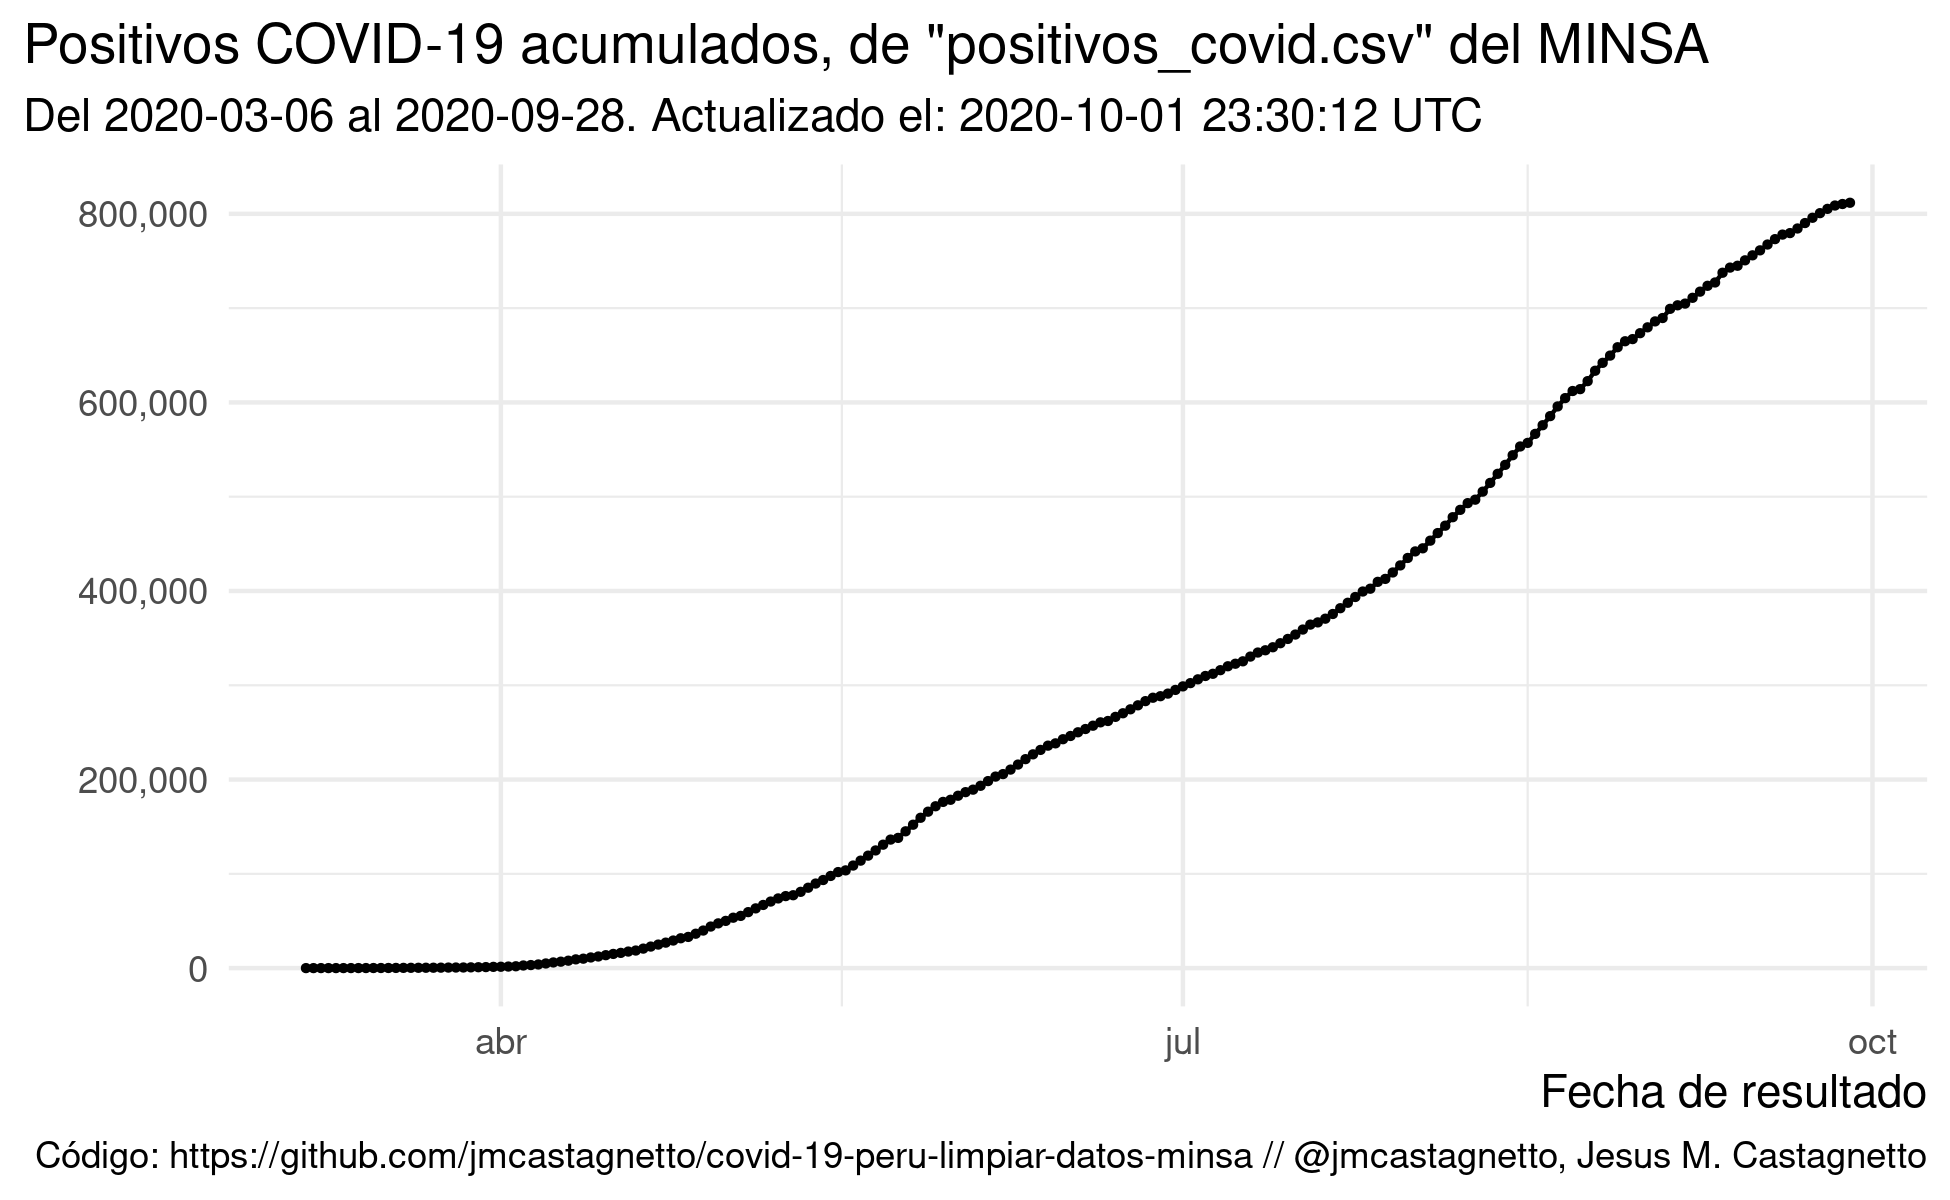 Positivos COVID-19 acumulados, de "positivos_covid.csv" del MINSA
Del 2020-03-06 al 2020-09-28. Actualizado el: 2020-10-01 23:30:12 UTC
800,000
600,000
400,000
200,000
0
abr jul oct
Fecha de resultado
Código: https://github.com/jmcastagnetto/covid-19-peru-limpiar-datos-minsa // @jmcastagnetto, Jesus M. Castagnetto